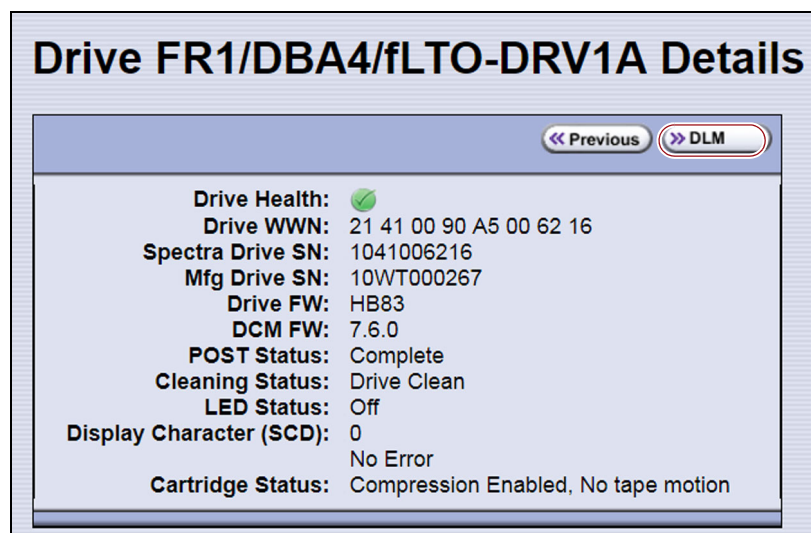 Drive FR1/DBA4/fLTO-DRV1A Details
Previous
DLM
Drive Health:
Drive WWN: 21 41 00 90 A5 00 62 16
Spectra Drive SN: 1041006216
Mfg Drive SN: 10WT000267
Drive FW: HB83
DCM FW: 7.6.0
POST Status: Complete
Cleaning Status: Drive Clean
LED Status: Off
Display Character (SCD): 0
No Error
Cartridge Status: Compression Enabled, No tape motion